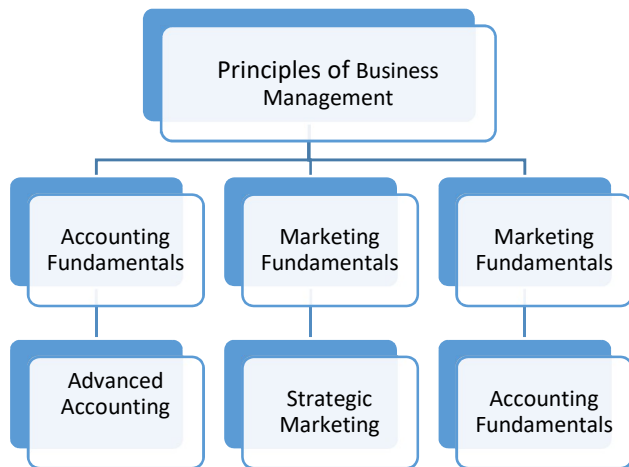 Principles of Business
Management
Accounting
Fundamentals
Marketing
Fundamentals
Marketing
Fundamentals
Advanced
Accounting
Strategic
Marketing
Accounting
Fundamentals